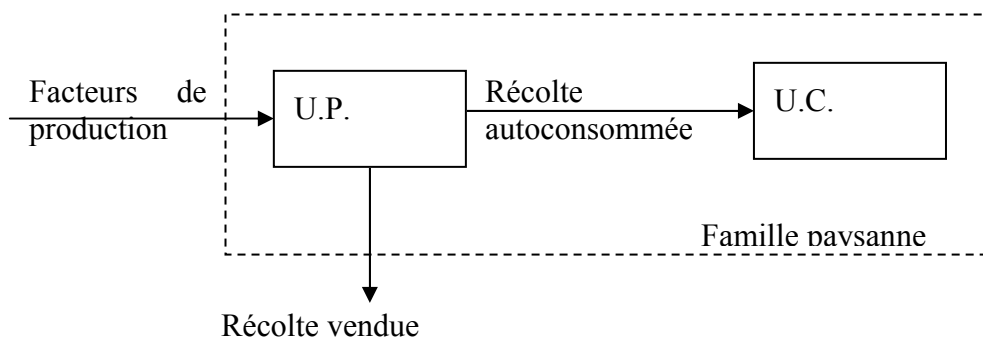 Facteurs de
production
U.P.
Récolte
autoconsommée
U.C.
Famille paysanne
Récolte vendue